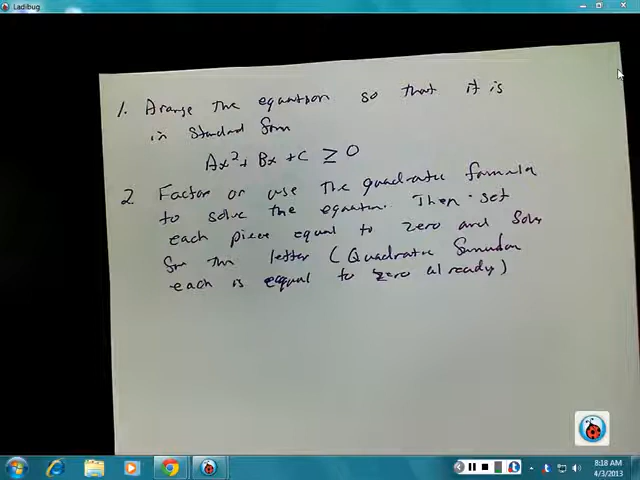 Ladibug
1. Arange the equation so that it is
in standard form
Ax²+ Bx + C ≥ 0
2. Factor or use the quadratic formula
to solve the equation. Then set
each piece equal to zero and solve
for the letter (Quadratic formula
each is equal to zero already)
8:18 AM
4/3/2013